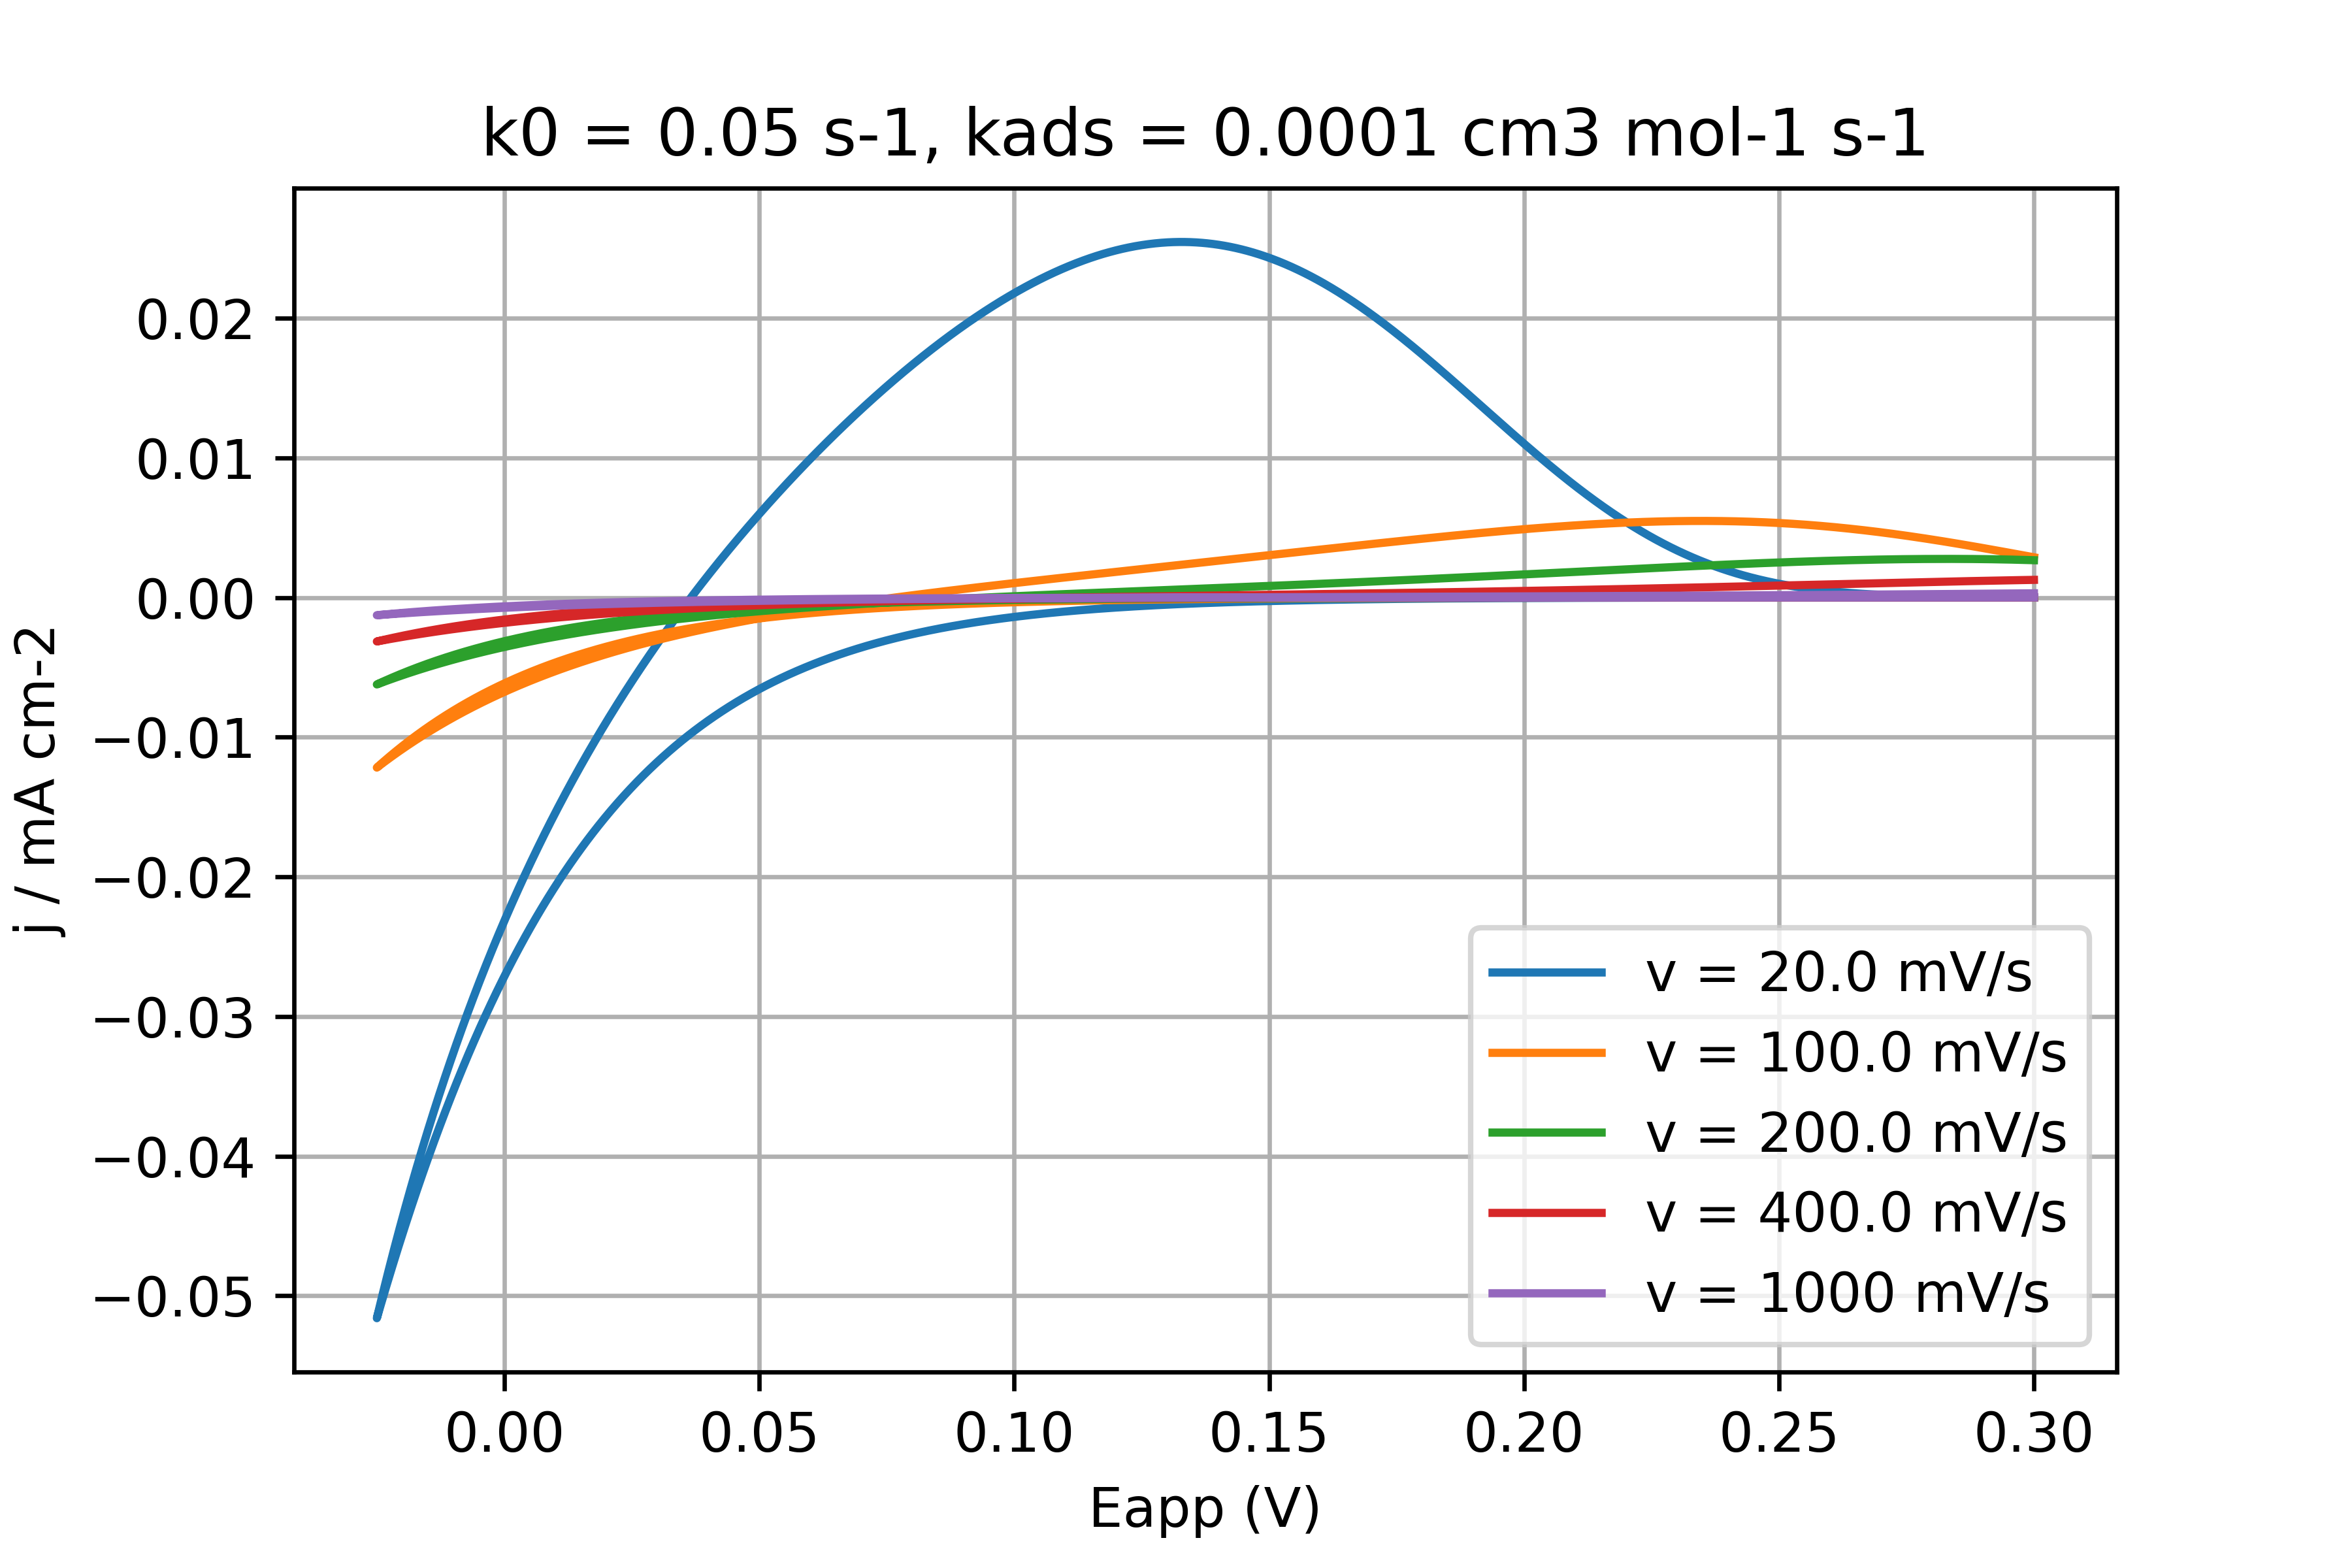 k0 = 0.05 s-1, kads = 0.0001 cm3 mol-1 s-1
j / mA cm-2
0.02
0.01
0.00
−0.01
−0.02
−0.03
−0.04
−0.05
v = 20.0 mV/s
v = 100.0 mV/s
v = 200.0 mV/s
v = 400.0 mV/s
v = 1000 mV/s
0.00 0.05 0.10 0.15 0.20 0.25 0.30
Eapp (V)